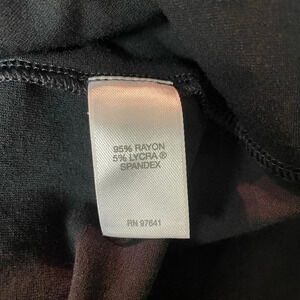 95% RAYON
5% LYCRA ®
SPANDEX
RN 97641